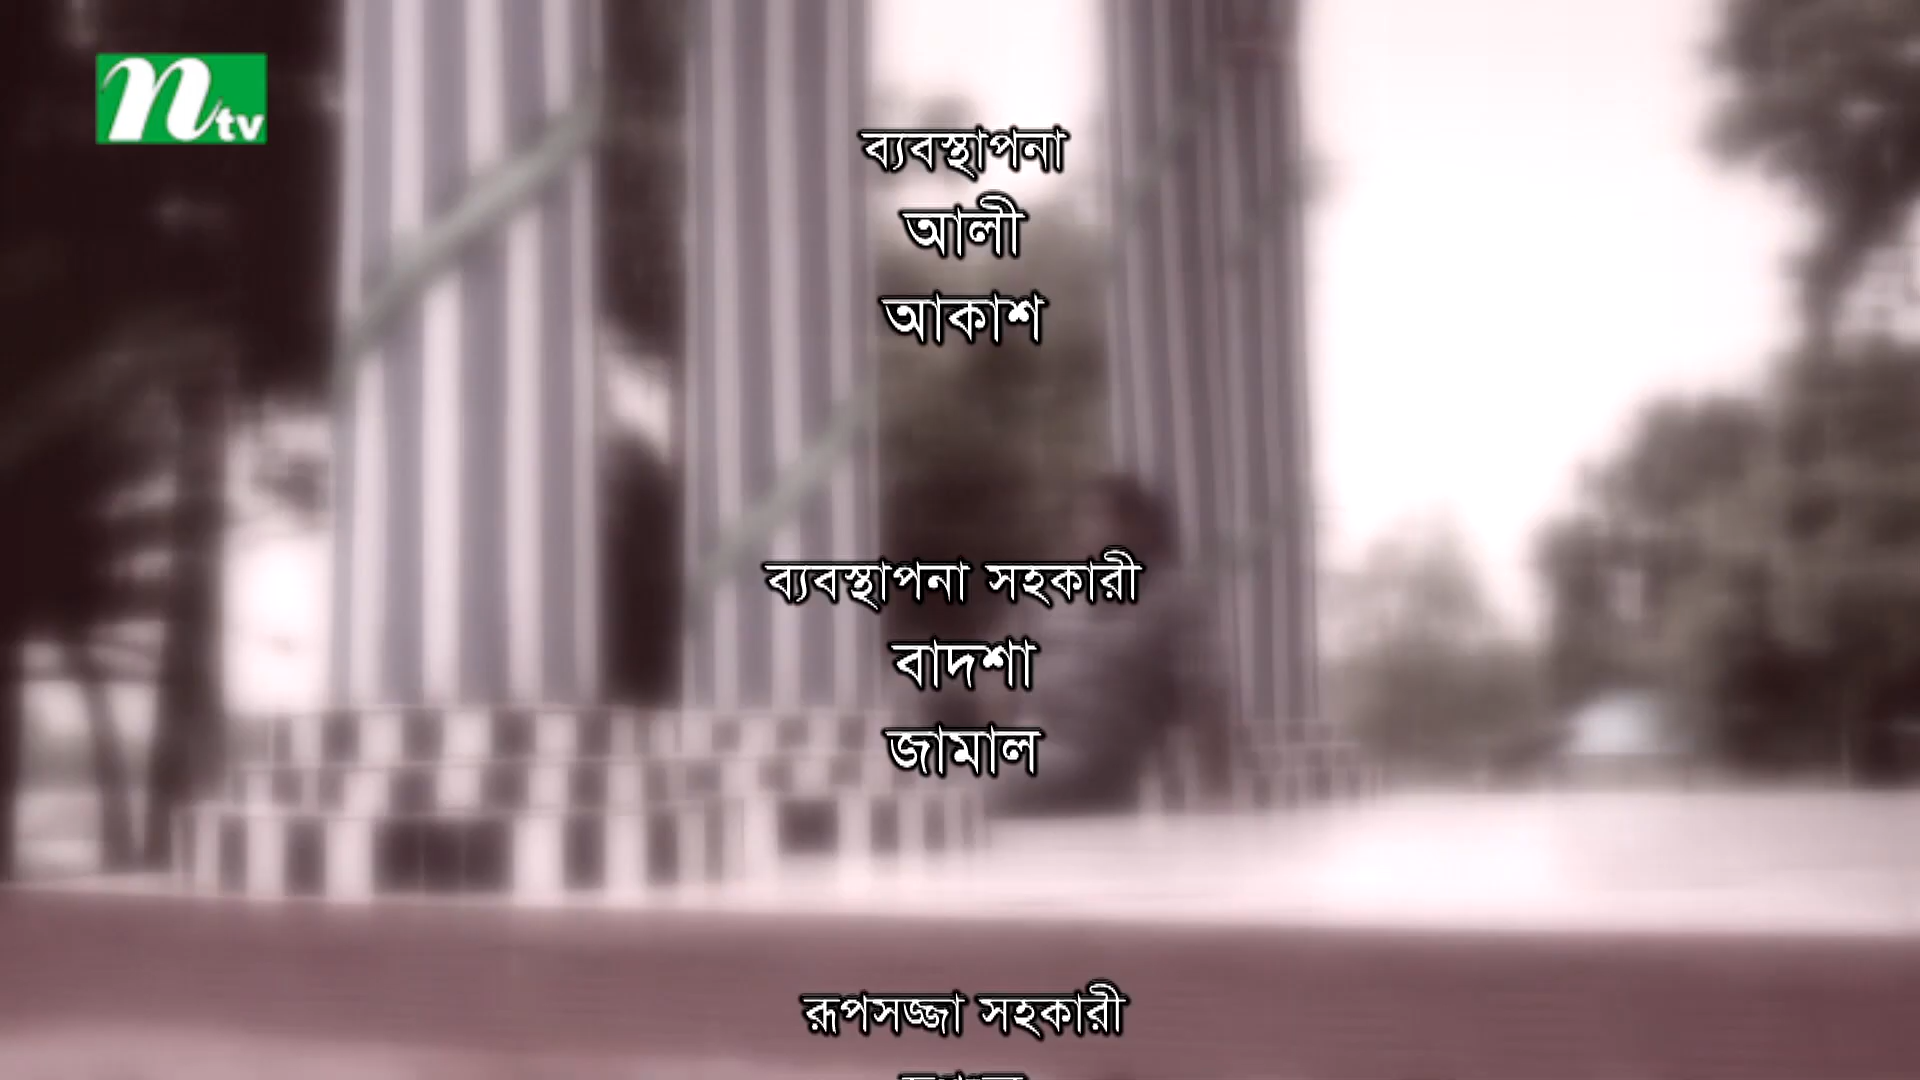 ntv
ব্যবস্থাপনা
আলী
আকাশ
ব্যবস্থাপনা সহকারী
বাদশা
জামাল
রূপসজ্জা সহকারী